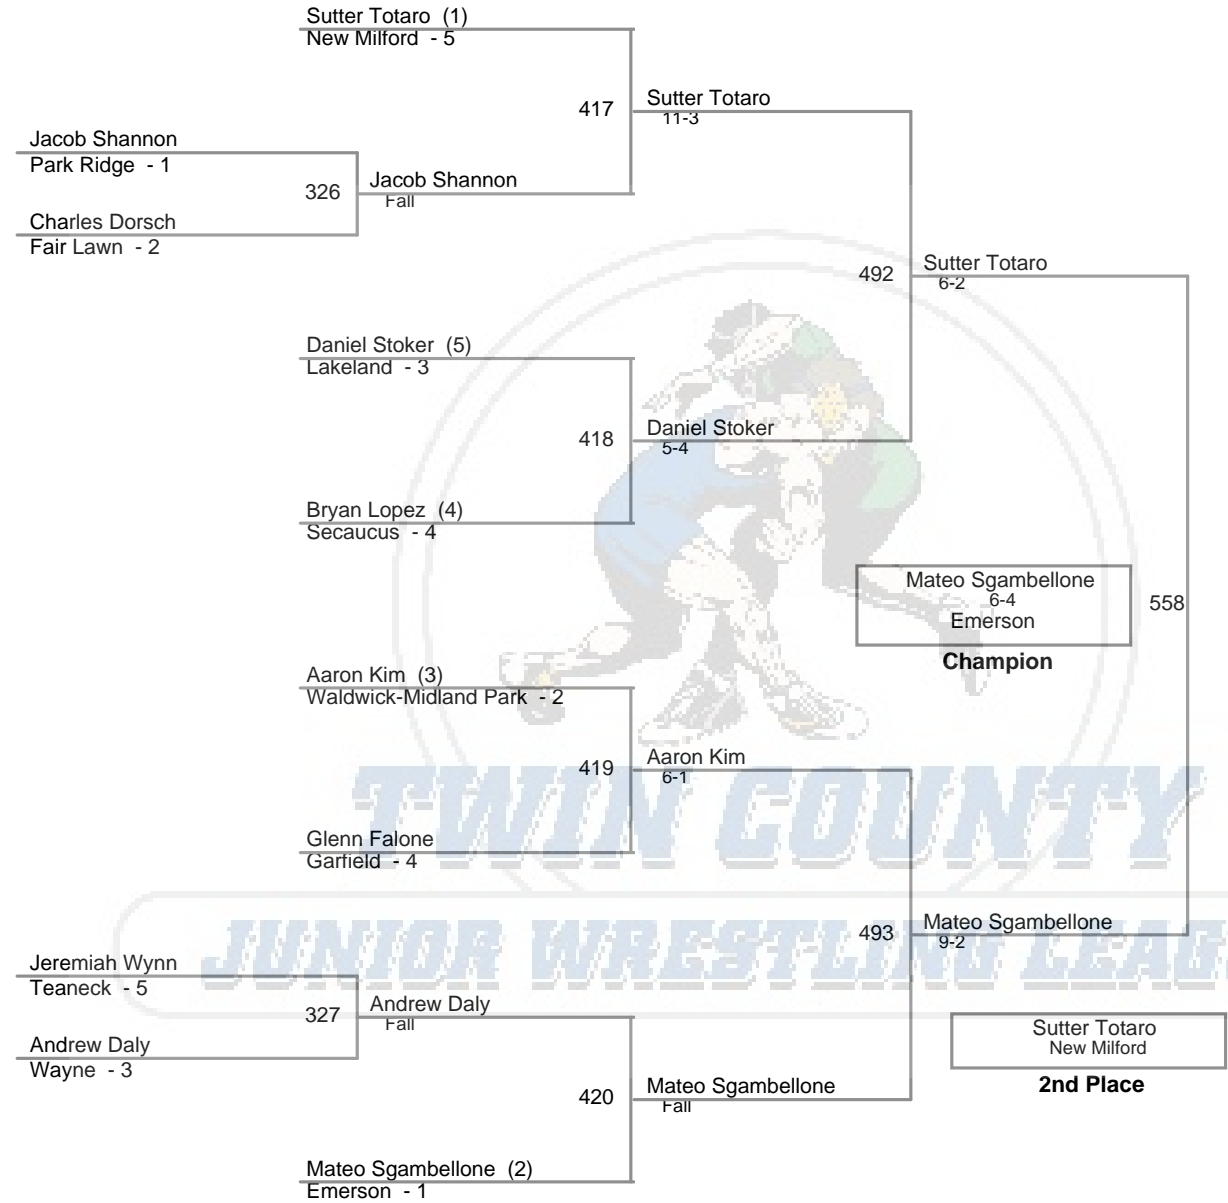 Sutter Totaro (1)
New Milford - 5
417
Sutter Totaro
11-3
Jacob Shannon
Park Ridge - 1
326
Jacob Shannon
Fall
Charles Dorsch
Fair Lawn - 2
492
Sutter Totaro
6-2
Daniel Stoker (5)
Lakeland - 3
418
Daniel Stoker
5-4
Bryan Lopez (4)
Secaucus - 4
Mateo Sgambellone
6-4
Emerson
Champion
558
Aaron Kim (3)
Waldwick-Midland Park - 2
419
Aaron Kim
6-1
TWIN COUNTY
Glenn Falone
Garfield - 4
493
Mateo Sgambellone
9-2
JUNIOR WRESTLING LEAG
Jeremiah Wynn
Teaneck - 5
327
Andrew Daly
Fall
Andrew Daly
Wayne - 3
Sutter Totaro
New Milford
2nd Place
420
Mateo Sgambellone
Fall
Mateo Sgambellone (2)
Emerson - 1